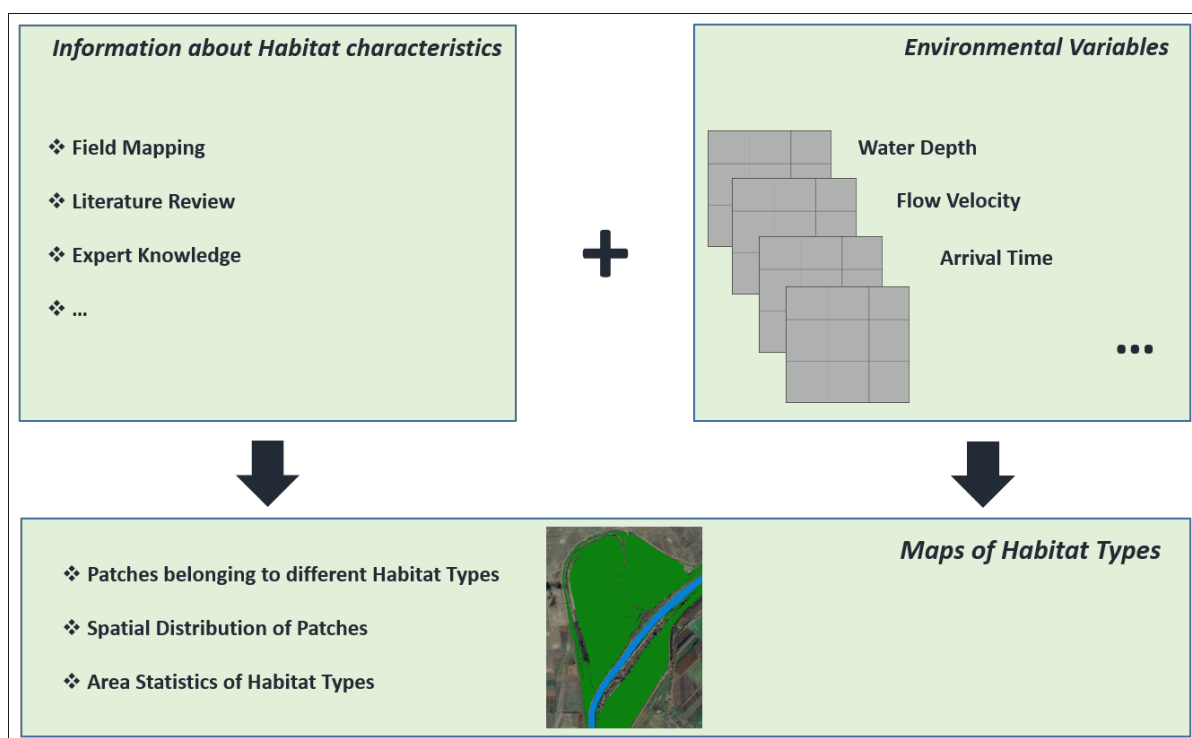 Information about Habitat characteristics
❖ Field Mapping
❖ Literature Review
❖ Expert Knowledge
❖ ...
+
Environmental Variables
Water Depth
Flow Velocity
Arrival Time
...
Maps of Habitat Types
❖ Patches belonging to different Habitat Types
❖ Spatial Distribution of Patches
❖ Area Statistics of Habitat Types